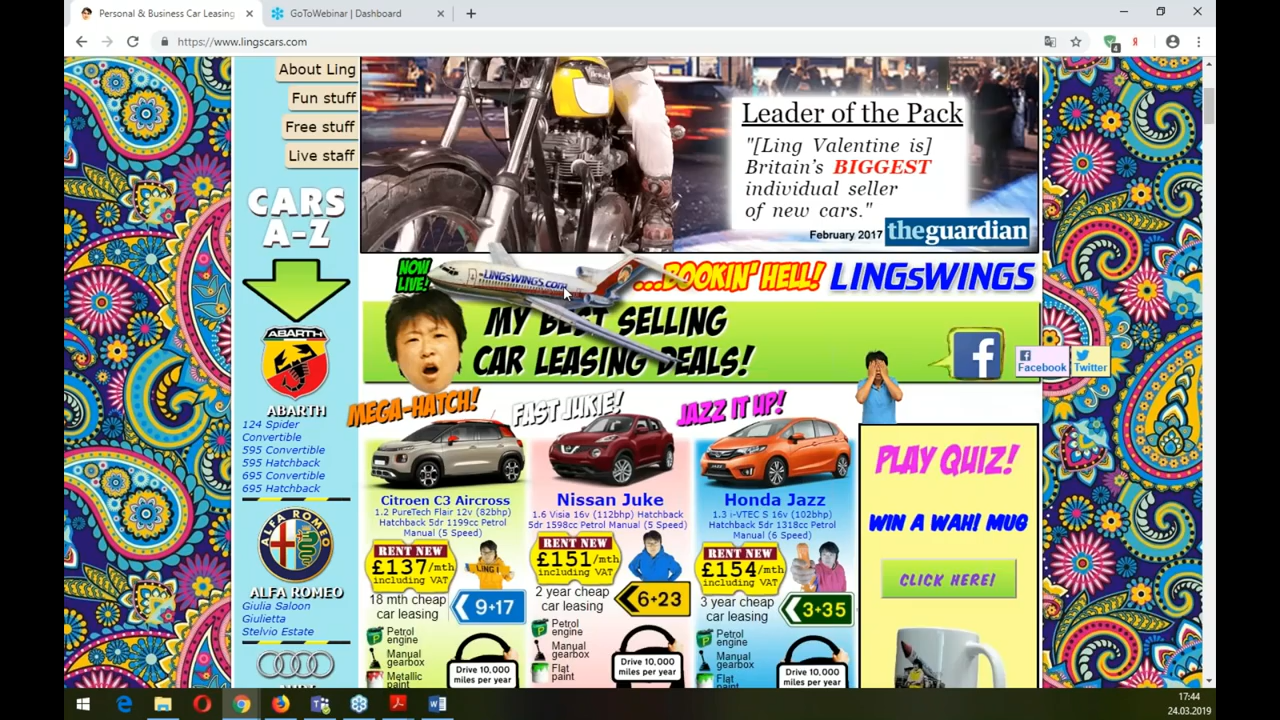 Personal & Business Car Leasing
GoToWebinar | Dashboard
https://www.lingscars.com
About Ling
Fun stuff
Free stuff
Live staff
CARS
A-Z
Leader of the Pack
"[Ling Valentine is]
Britain's BIGGEST
individual seller
of new cars."
February 2017 theguardian
NOW
LIVE!
LINGsWINGS.com
...BOOKIN' HELL! LINGsWINGS
MY BEST SELLING
CAR LEASING DEALS!
Facebook
Twitter
ABARTH
ABARTH
124 Spider
Convertible
595 Convertible
595 Hatchback
695 Convertible
695 Hatchback
ALFA ROMEO
Giulia Saloon
Giulietta
Stelvio Estate
MEGA-HATCH!
Citroen C3 Aircross
1.2 PureTech Flair 12v (82bhp)
Hatchback 5dr 1199cc Petrol
Manual (5 Speed)
RENT NEW
£137/mth
including VAT
LING
18 mth cheap
car leasing
9+17
Petrol
engine
Manual
gearbox
Metallic
paint
Drive 10,000
miles per year
FAST JUKIE!
Nissan Juke
1.6 Visia 16v (112bhp) Hatchback
5dr 1598cc Petrol Manual (5 Speed)
RENT NEW
£151/mth
including VAT
2 year cheap
car leasing
6+23
Petrol
engine
Manual
gearbox
Flat
paint
Drive 10,000
miles per year
JAZZ IT UP!
Honda Jazz
1.3 i-VTEC S 16v (102bhp)
Hatchback 5dr 1318cc Petrol
Manual (6 Speed)
RENT NEW
£154/mth
including VAT
3 year cheap
car leasing
3+35
Petrol
engine
Manual
gearbox
Flat
paint
Drive 10,000
miles per year
PLAY QUIZ!
WIN A WAH! MUG
CLICK HERE!
17:44
24.03.2019